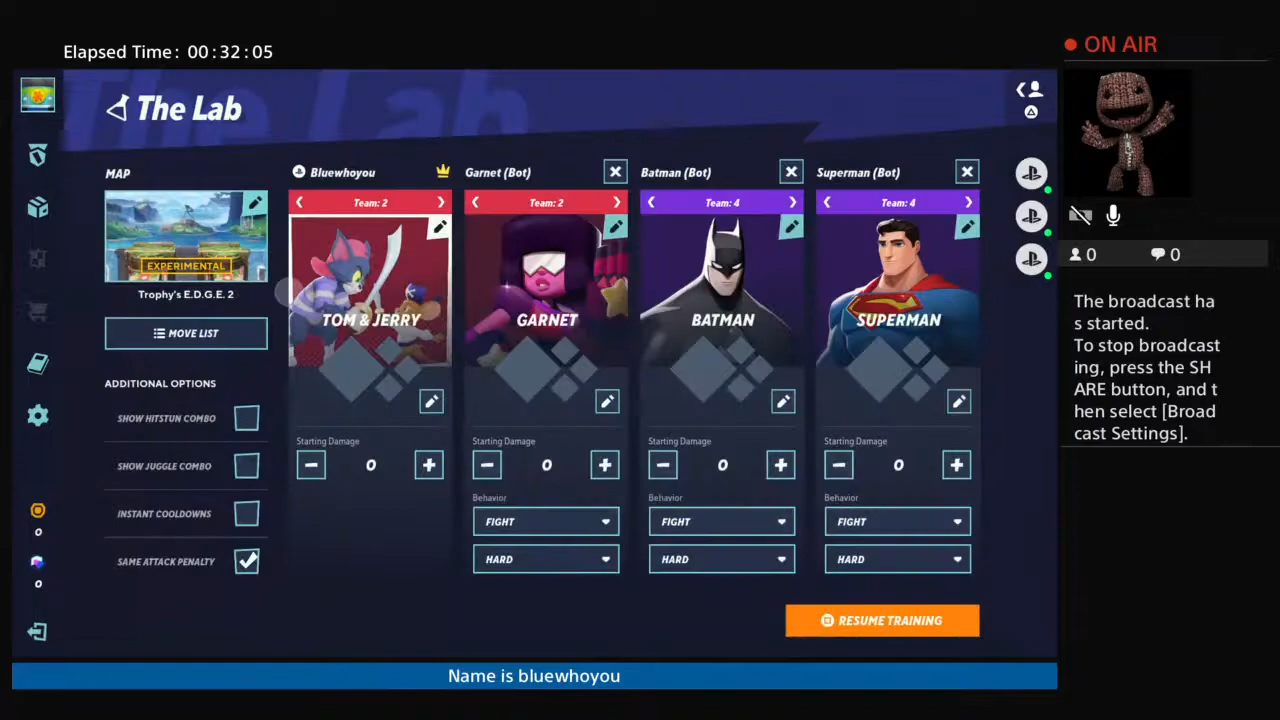 Elapsed Time: 00:32:05
ON AIR
The Lab
MAP
EXPERIMENTAL
Trophy's E.D.G.E. 2
MOVE LIST
ADDITIONAL OPTIONS
SHOW HITSTUN COMBO
SHOW JUGGLE COMBO
INSTANT COOLDOWNS
SAME ATTACK PENALTY
Bluewhoyou
Team: 2
TOM & JERRY
Starting Damage
0
Garnet (Bot)
Team: 2
GARNET
Starting Damage
0
Behavior
FIGHT
HARD
Batman (Bot)
Team: 4
BATMAN
Starting Damage
0
Behavior
FIGHT
HARD
Superman (Bot)
Team: 4
SUPERMAN
Starting Damage
0
Behavior
FIGHT
HARD
RESUME TRAINING
0
0
0
0
The broadcast ha
s started.
To stop broadcast
ing, press the SH
ARE button, and t
hen select [Broad
cast Settings].
Name is bluewhoyou